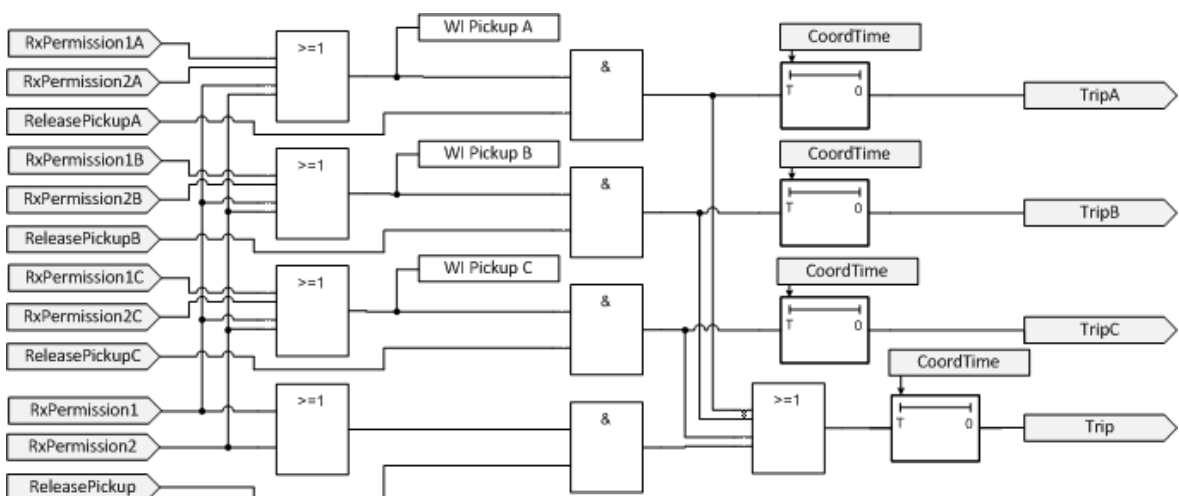 WI Pickup A
RxPermission1A
>=1
CoordTime
RxPermission2A
&
T 0
TripA
ReleasePickupA
RxPermission1B
WI Pickup B
CoordTime
>=1
RxPermission2B
&
T 0
TripB
ReleasePickupB
RxPermission1C
WI Pickup C
CoordTime
>=1
RxPermission2C
&
T 0
TripC
ReleasePickupC
CoordTime
RxPermission1
>=1
>=1
&
T 0
Trip
RxPermission2
ReleasePickup